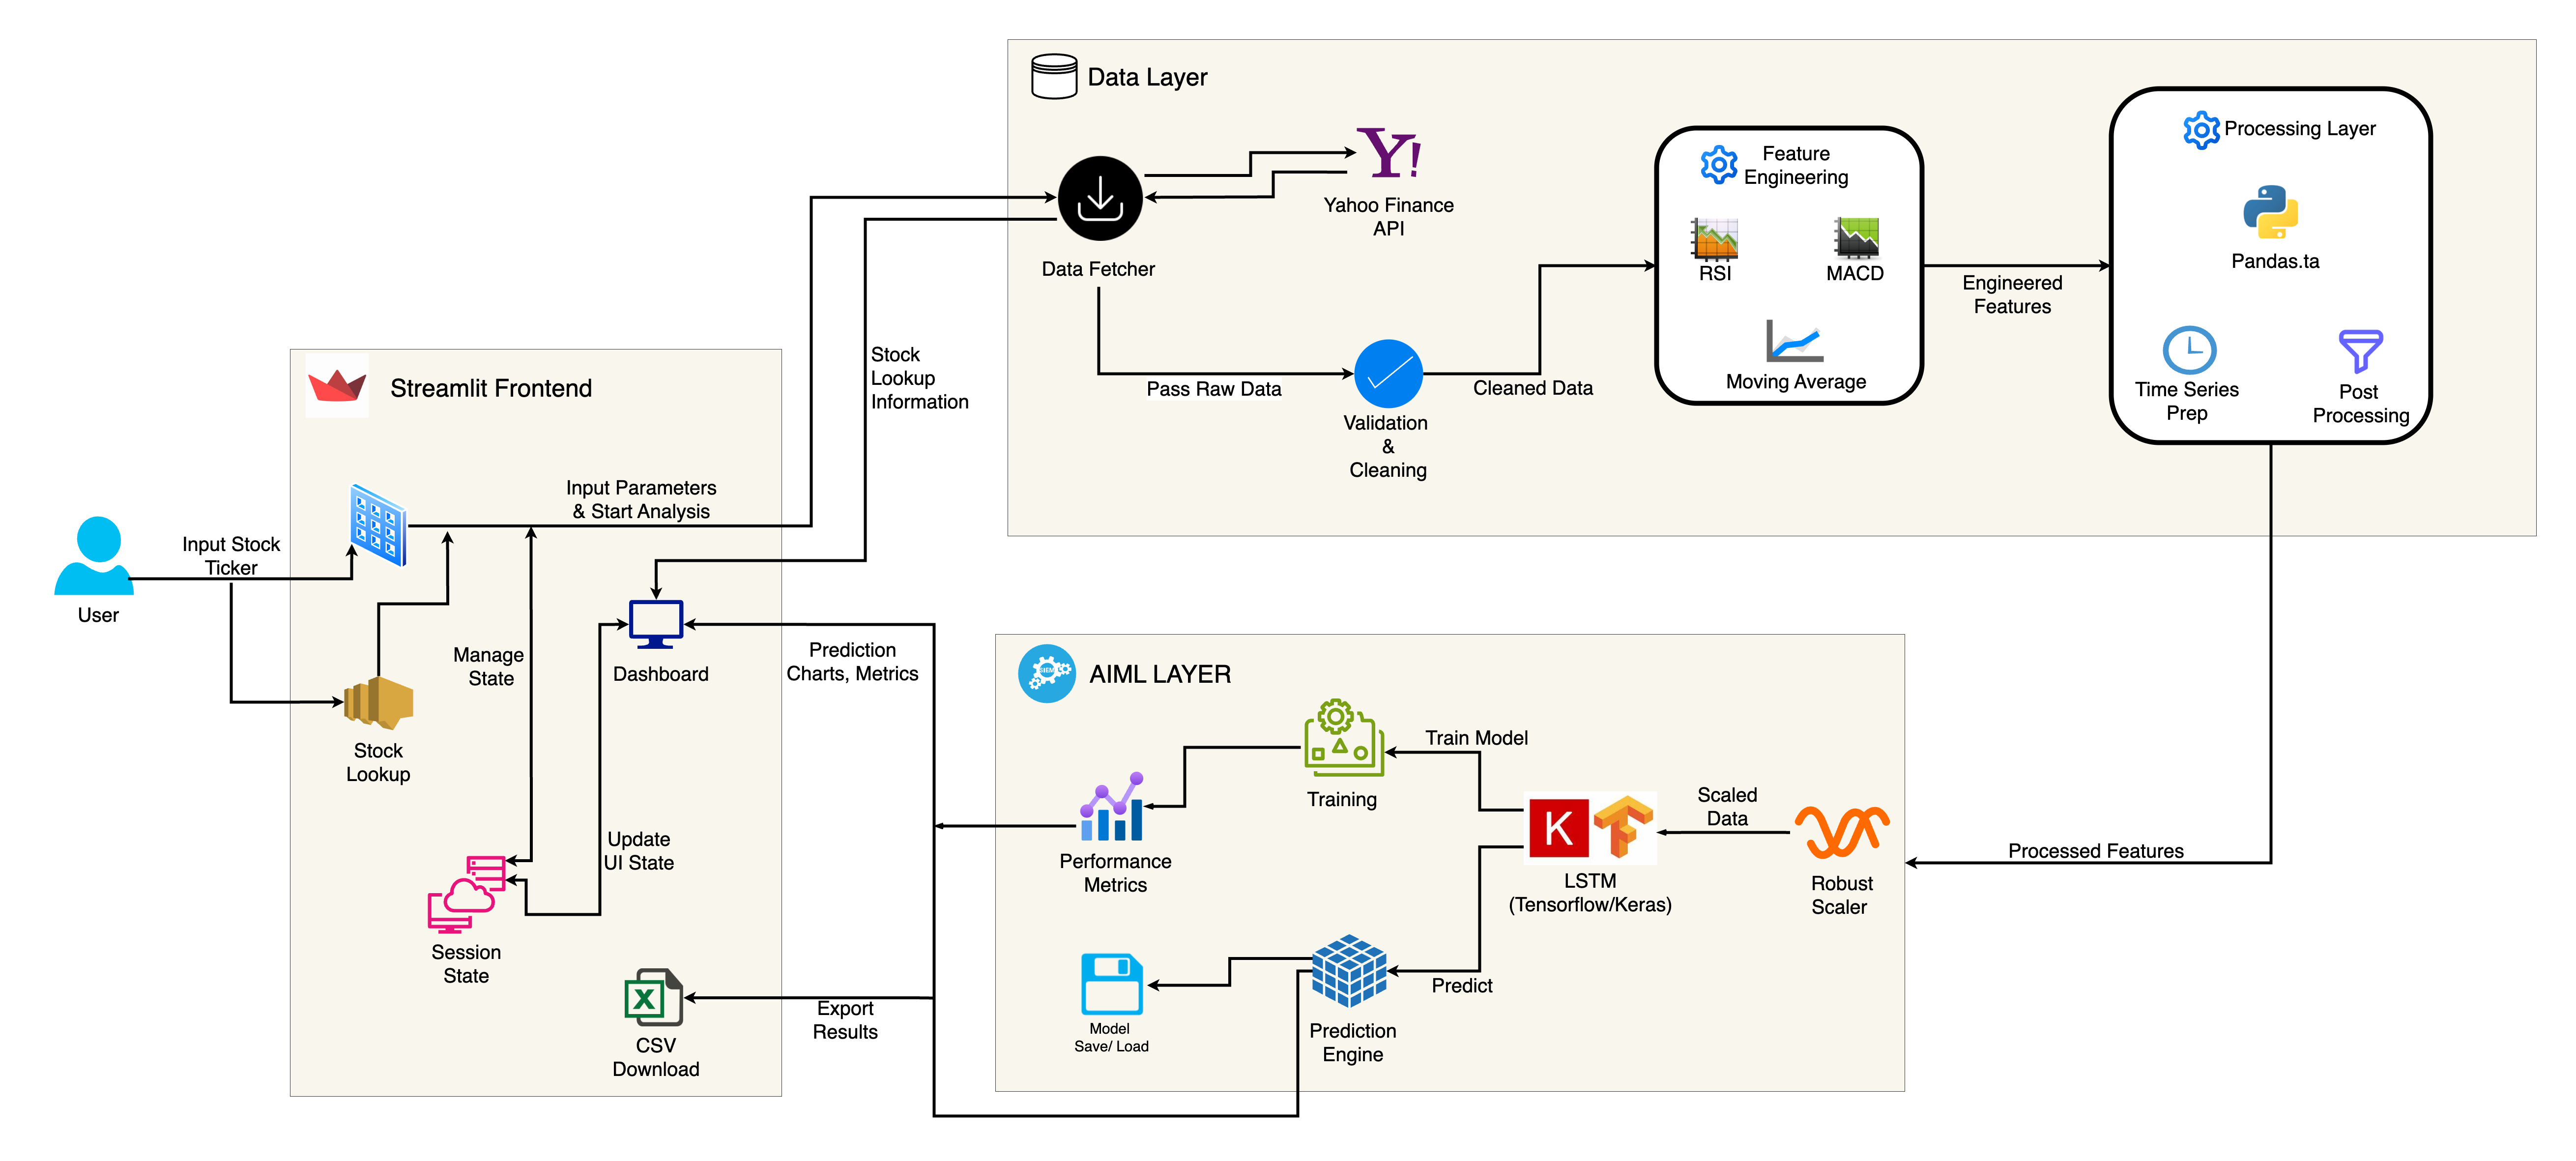 Data Layer
Yahoo Finance
API
Data Fetcher
Pass Raw Data
Validation
&
Cleaning
Cleaned Data
Feature
Engineering
RSI
MACD
Moving Average
Engineered
Features
Processing Layer
Pandas.ta
Time Series
Prep
Post
Processing
Stock
Lookup
Information
Streamlit Frontend
Input Parameters
& Start Analysis
User
Input Stock
Ticker
Stock
Lookup
Manage
State
Dashboard
Update
UI State
Session
State
X
CSV
Download
Prediction
Charts, Metrics
Export
Results
SIEM
AIML LAYER
Training
Train Model
Performance
Metrics
K
LSTM
(Tensorflow/Keras)
Scaled
Data
Robust
Scaler
Processed Features
Model
Save/ Load
Prediction
Engine
Predict